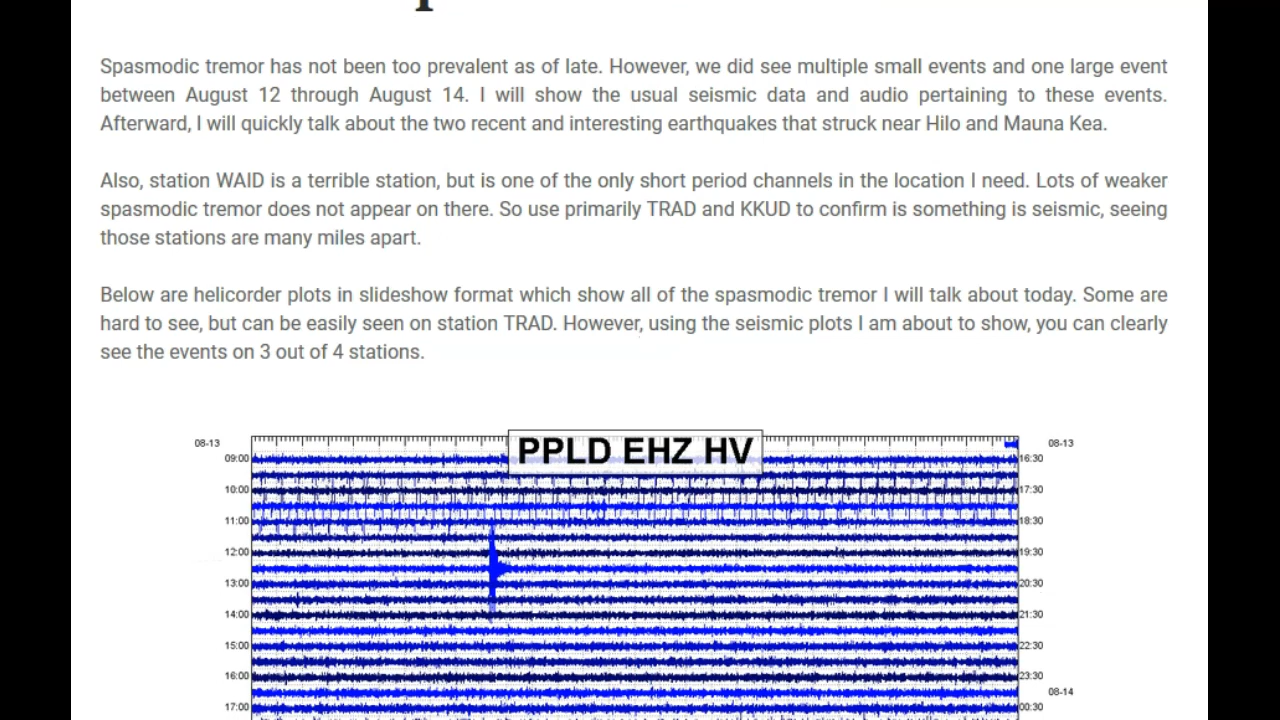 Spasmodic tremor has not been too prevalent as of late. However, we did see multiple small events and one large event
between August 12 through August 14. I will show the usual seismic data and audio pertaining to these events.
Afterward, I will quickly talk about the two recent and interesting earthquakes that struck near Hilo and Mauna Kea.
Also, station WAID is a terrible station, but is one of the only short period channels in the location I need. Lots of weaker
spasmodic tremor does not appear on there. So use primarily TRAD and KKUD to confirm is something is seismic, seeing
those stations are many miles apart.
Below are helicorder plots in slideshow format which show all of the spasmodic tremor I will talk about today. Some are
hard to see, but can be easily seen on station TRAD. However, using the seismic plots I am about to show, you can clearly
see the events on 3 out of 4 stations.
08-13 PPLD EHZ HV 08-13
09:00 16:30
10:00 17:30
11:00 18:30
12:00 19:30
13:00 20:30
14:00 21:30
15:00 22:30
16:00 23:30
08-14
17:00 00:30